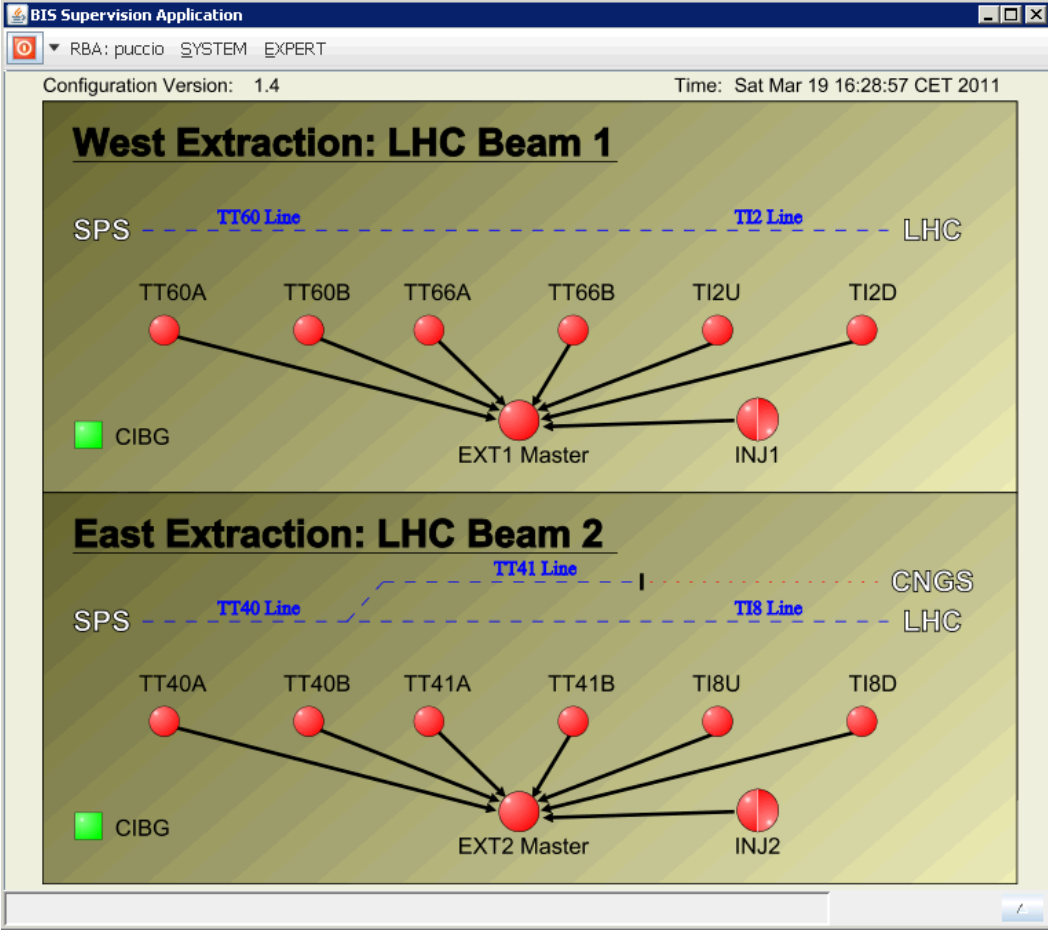 BIS Supervision Application
RBA: puccio SYSTEM EXPERT
Configuration Version: 1.4 Time: Sat Mar 19 16:28:57 CET 2011
West Extraction: LHC Beam 1
TT60 Line TI2 Line
SPS LHC
TT60A TT60B TT66A TT66B TI2U TI2D
CIBG
EXT1 Master INJ1
East Extraction: LHC Beam 2
TT41 Line CNGS
TT40 Line TI8 Line
SPS LHC
TT40A TT40B TT41A TT41B TI8U TI8D
CIBG
EXT2 Master INJ2